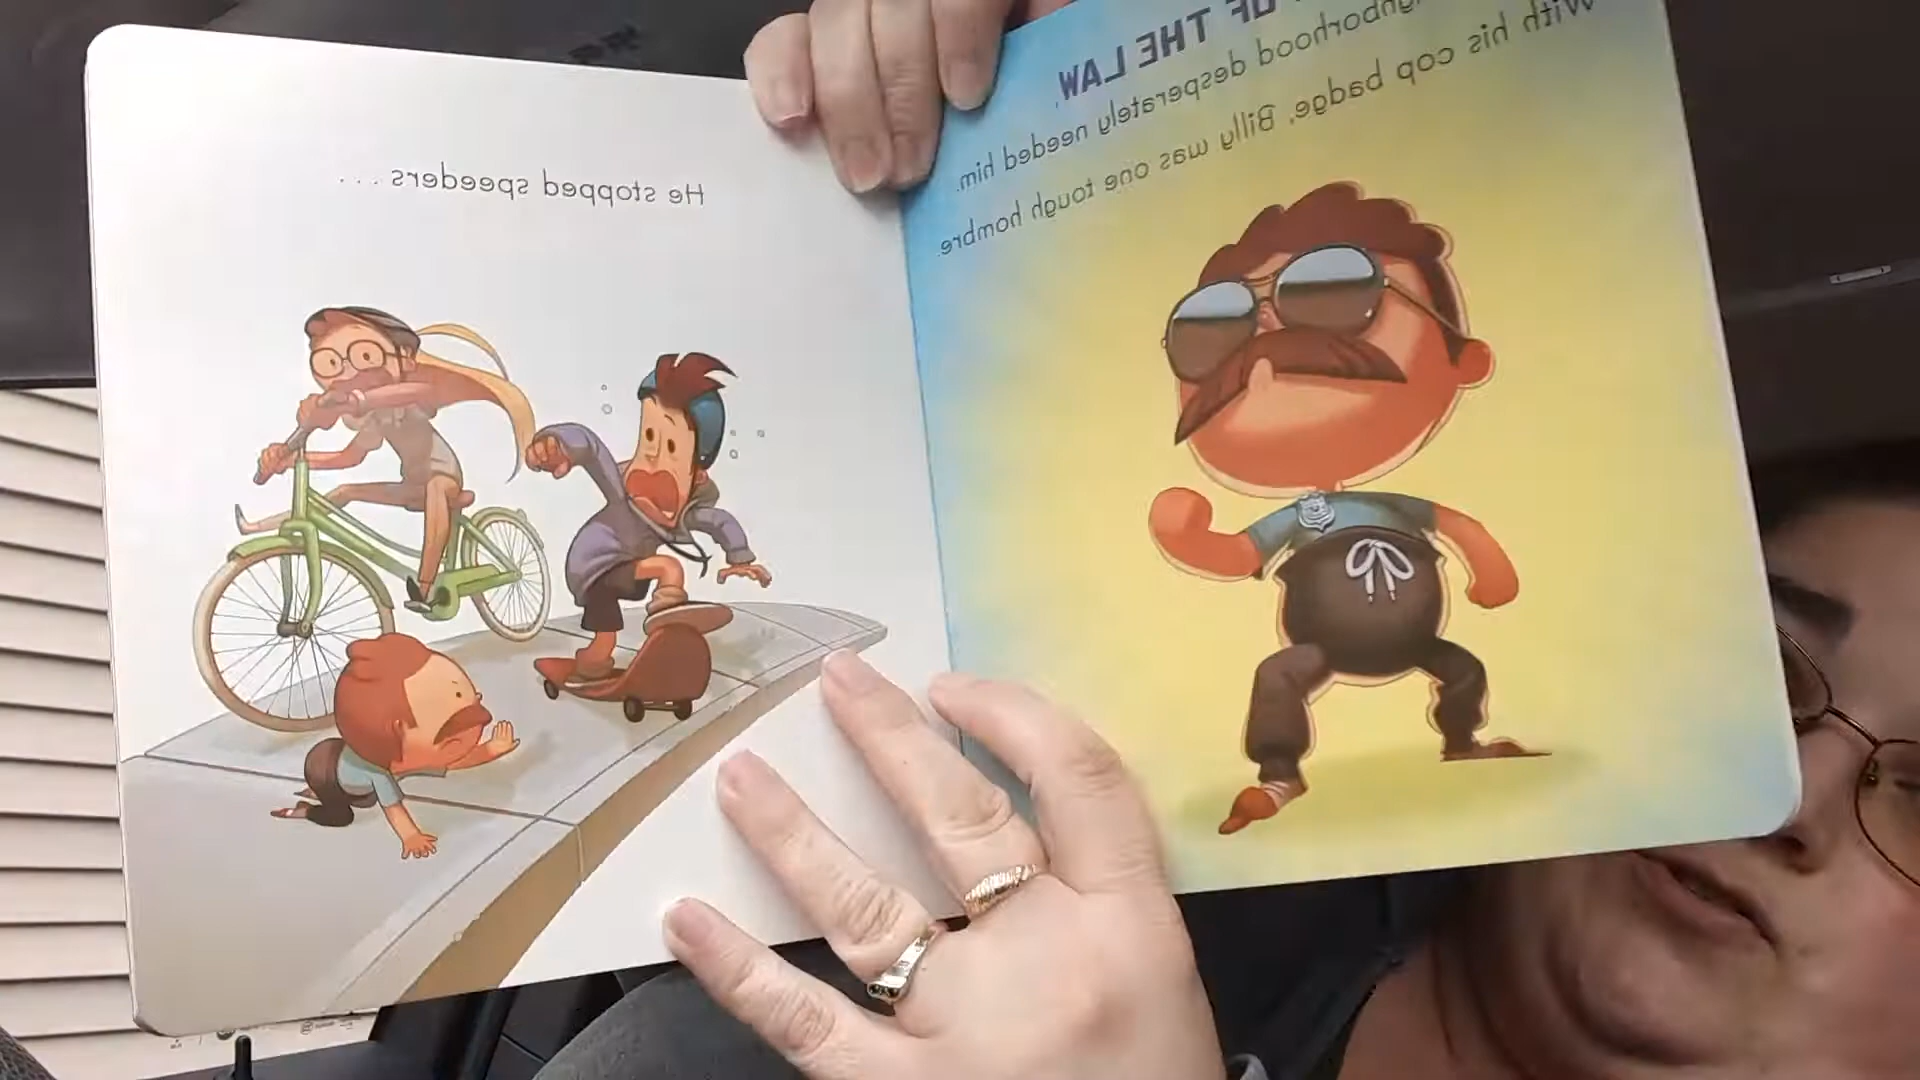 OF THE LAW.
neighborhood desperately needed him.
With his cop badge, Billy was one tough hombre.
He stopped speeders . . .